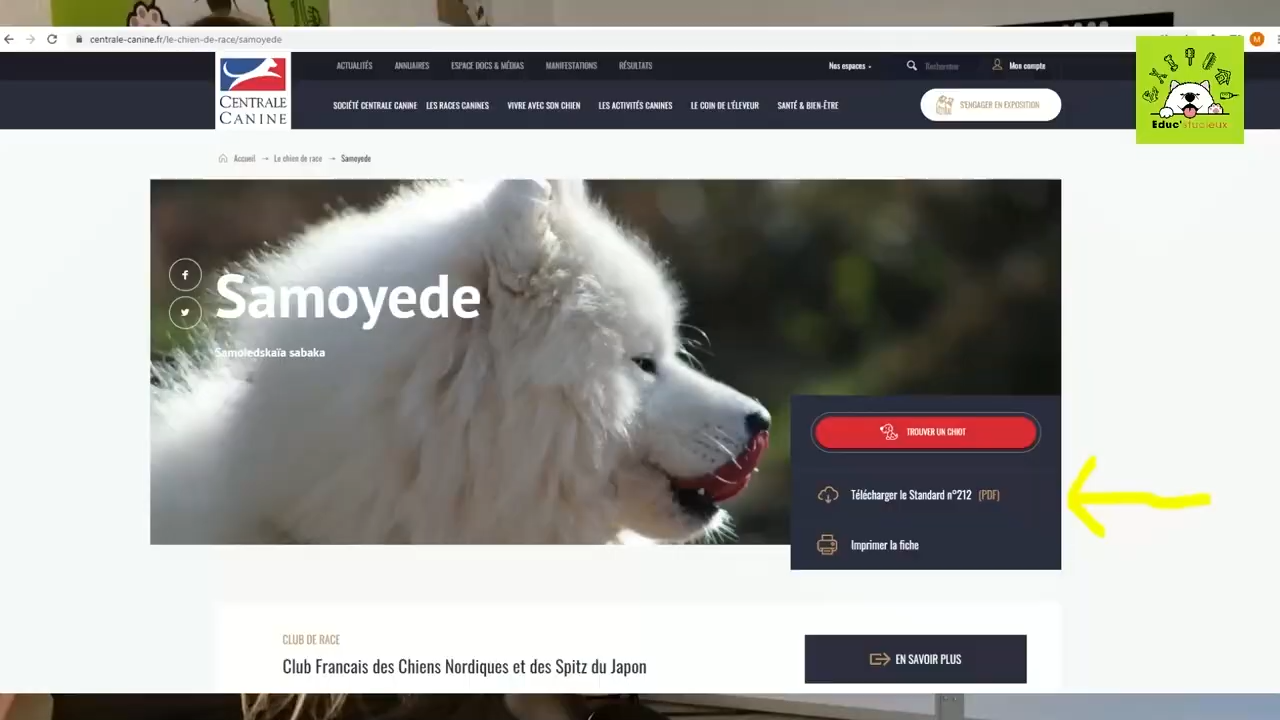 centrale-canine.fr/le-chien-de-race/samoyede
M
ACTUALITÉS ANNUAIRES ESPACE DOCS & MÉDIAS MANIFESTATIONS RÉSULTATS
Nos espaces
Rechercher
Mon compte
CENTRALE
CANINE
SOCIÉTÉ CENTRALE CANINE LES RACES CANINES VIVRE AVEC SON CHIEN LES ACTIVITÉS CANINES LE COIN DE L'ÉLEVEUR SANTÉ & BIEN-ÊTRE
S'ENGAGER EN EXPOSITION
Educ'Studieux
Accueil → Le chien de race → Samoyede
Samoyede
Samoiedskaïa sabaka
TROUVER UN CHIOT
Télécharger le Standard n°212 (PDF)
Imprimer la fiche
CLUB DE RACE
Club Francais des Chiens Nordiques et des Spitz du Japon
EN SAVOIR PLUS